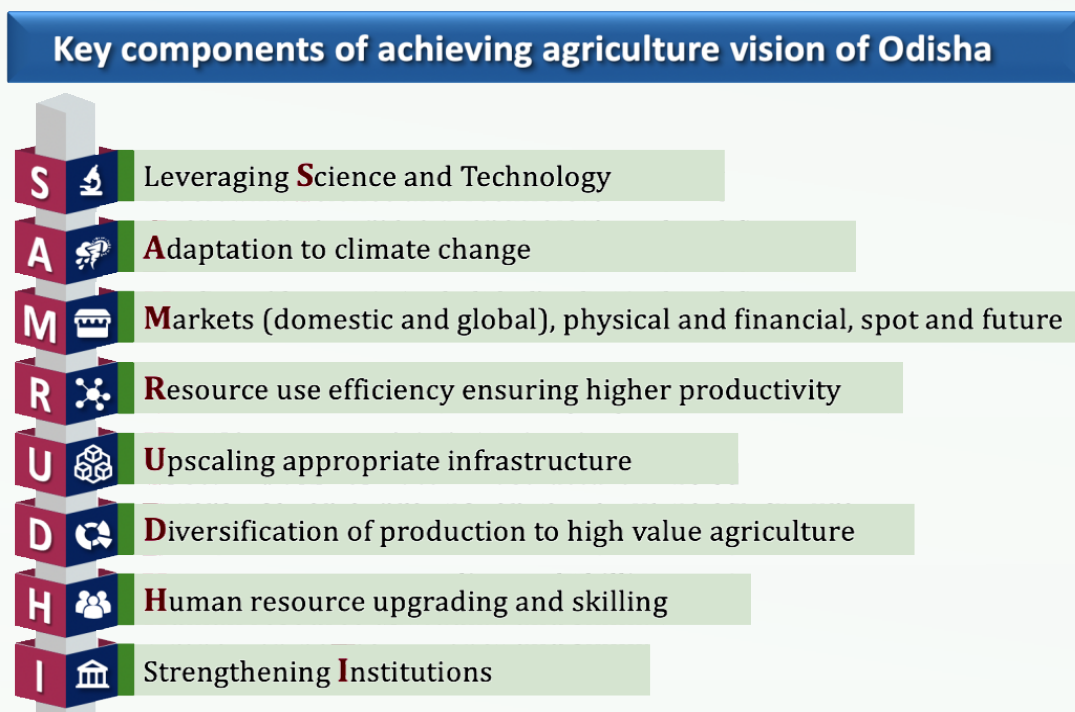 Key components of achieving agriculture vision of Odisha
S Leveraging Science and Technology
A Adaptation to climate change
M Markets (domestic and global), physical and financial, spot and future
R Resource use efficiency ensuring higher productivity
U Upscaling appropriate infrastructure
D Diversification of production to high value agriculture
H Human resource upgrading and skilling
I Strengthening Institutions